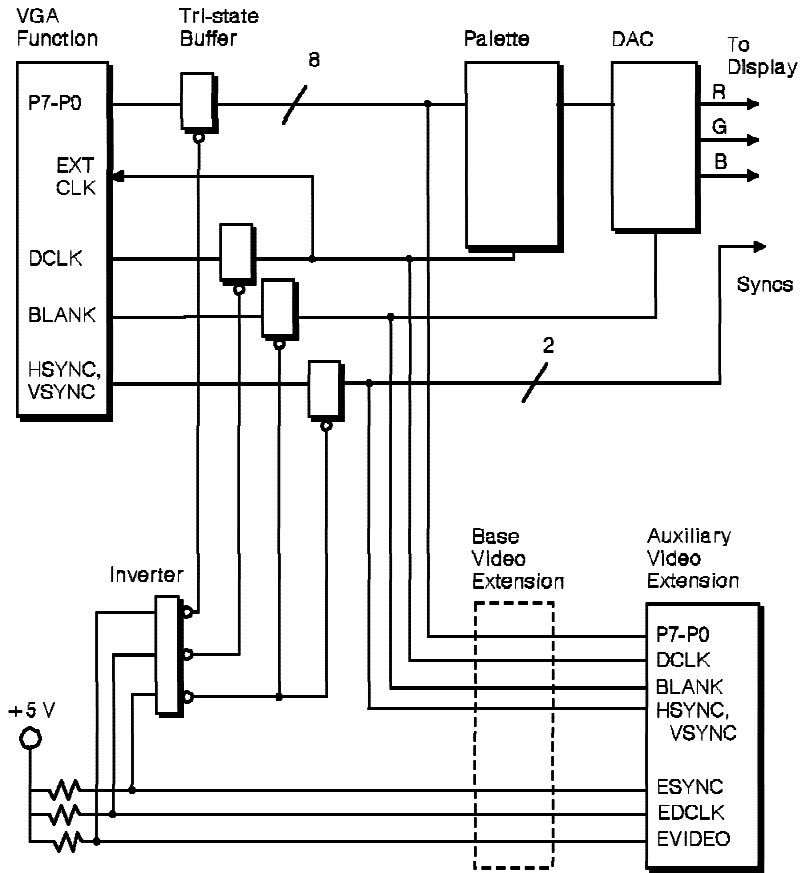 VGA
Function
Tri-state
Buffer
8
Palette
DAC
To
Display
P7-P0
R
G
B
EXT
CLK
DCLK
Syncs
BLANK
HSYNC,
VSYNC
2
Base
Video
Extension
Auxiliary
Video
Extension
Inverter
P7-P0
DCLK
BLANK
HSYNC,
VSYNC
+5 V
ESYNC
EDCLK
EVIDEO